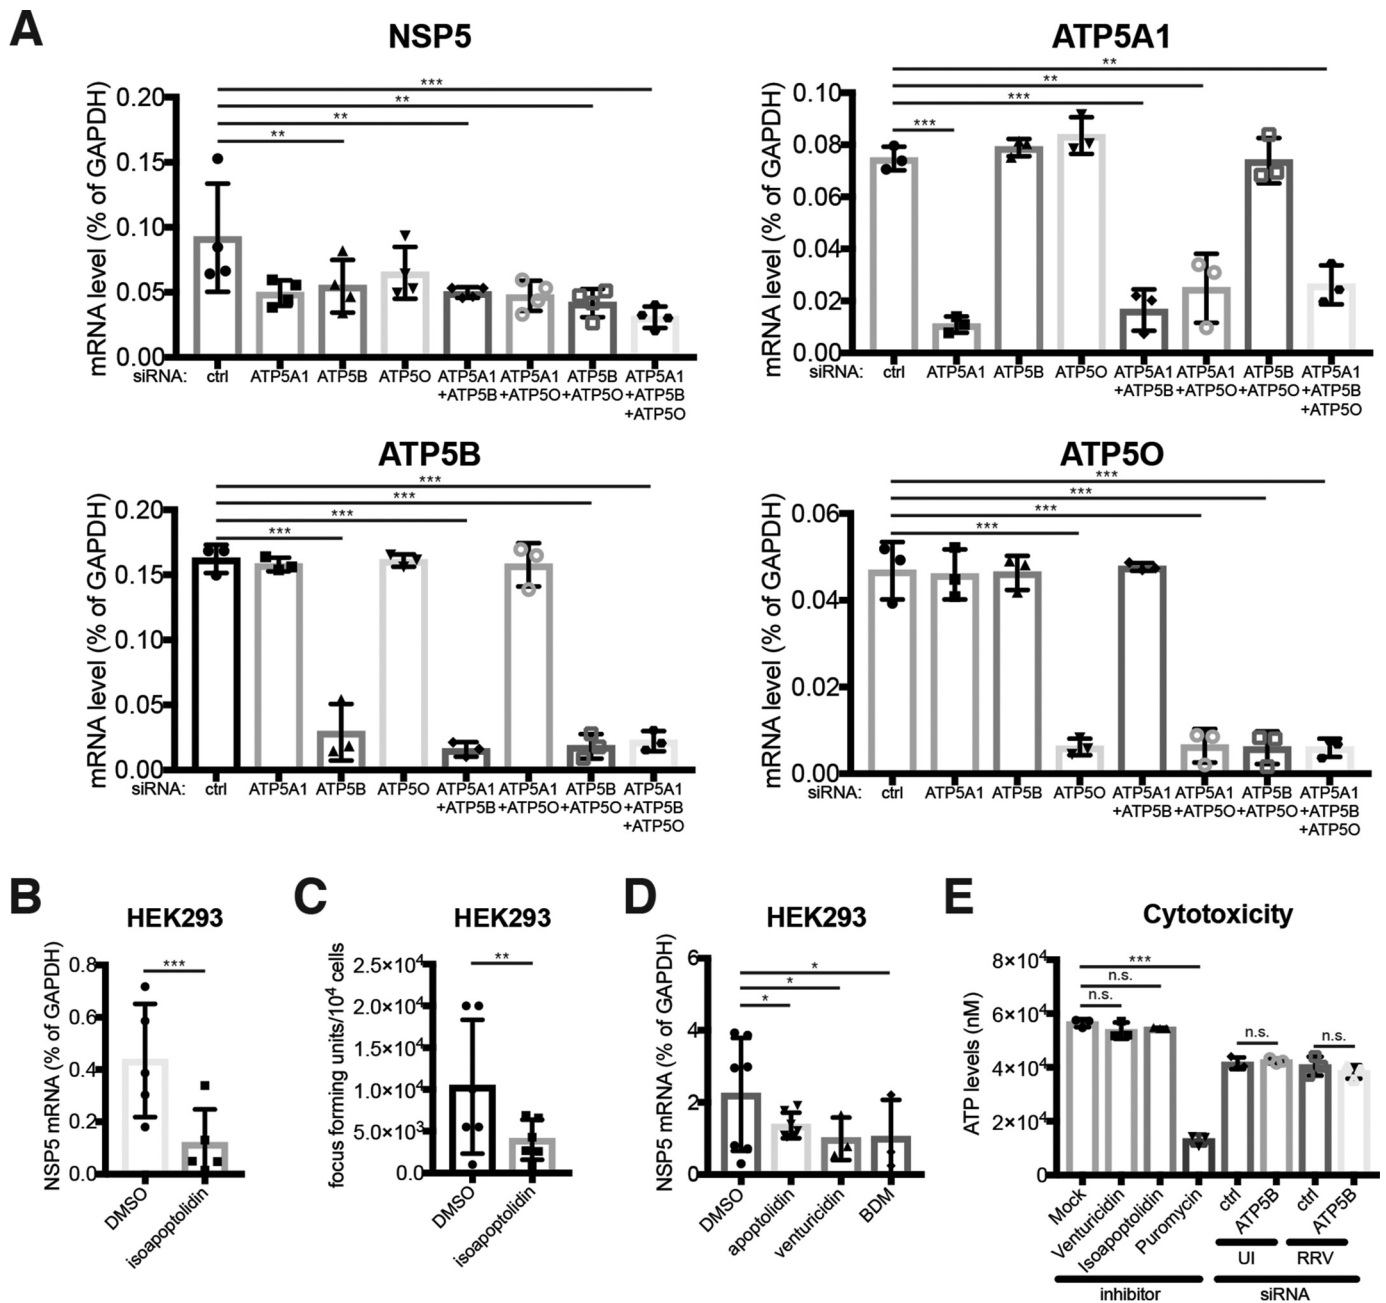 A
NSP5
mRNA level (% of GAPDH)
0.20
0.15
0.10
0.05
0.00
***
**
**
**
siRNA: ctrl ATP5A1 ATP5B ATP5O ATP5A1 ATP5A1 ATP5B ATP5A1
+ATP5B +ATP5O +ATP5O +ATP5B
+ATP5O
ATP5A1
mRNA level (% of GAPDH)
0.10
0.08
0.06
0.04
0.02
0.00
**
**
***
***
siRNA: ctrl ATP5A1 ATP5B ATP5O ATP5A1 ATP5A1 ATP5B ATP5A1
+ATP5B +ATP5O +ATP5O +ATP5B
+ATP5O
ATP5B
mRNA level (% of GAPDH)
0.20
0.15
0.10
0.05
0.00
***
***
***
***
siRNA: ctrl ATP5A1 ATP5B ATP5O ATP5A1 ATP5A1 ATP5B ATP5A1
+ATP5B +ATP5O +ATP5O +ATP5B
+ATP5O
ATP5O
mRNA level (% of GAPDH)
0.06
0.04
0.02
0.00
***
***
***
***
siRNA: ctrl ATP5A1 ATP5B ATP5O ATP5A1 ATP5A1 ATP5B ATP5A1
+ATP5B +ATP5O +ATP5O +ATP5B
+ATP5O
B
HEK293
NSP5 mRNA (% of GAPDH)
0.8
0.6
0.4
0.2
0.0
***
DMSO
isoapoptolidin
C
HEK293
focus forming units/10⁴ cells
2.5×10⁴
2.0×10⁴
1.5×10⁴
1.0×10⁴
5.0×10³
0.0
**
DMSO
isoapoptolidin
D
HEK293
NSP5 mRNA (% of GAPDH)
6
4
2
0
*
*
*
DMSO
apoptolidin
venturicidin
BDM
E
Cytotoxicity
ATP levels (nM)
8×10⁴
6×10⁴
4×10⁴
2×10⁴
0
***
n.s.
n.s.
n.s.
n.s.
Mock
Venturicidin
Isoapoptolidin
Puromycin
ctrl
ATP5B
ctrl
ATP5B
UI RRV
inhibitor siRNA